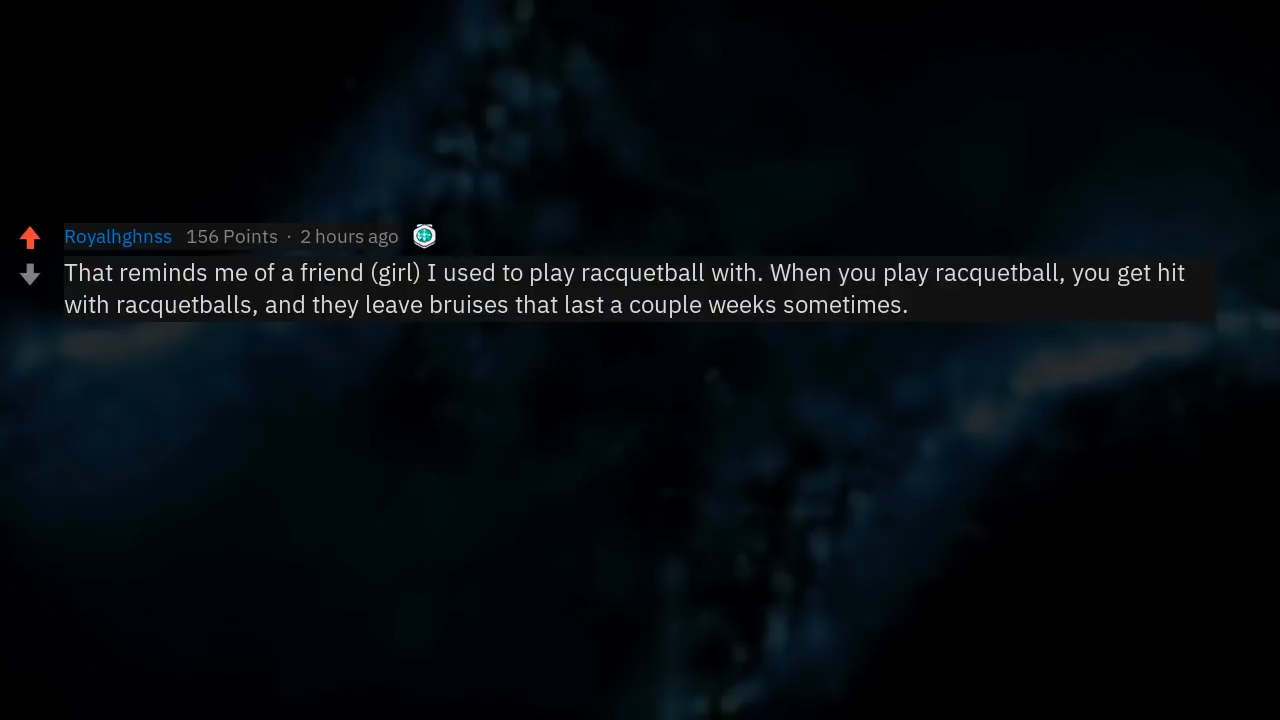 Royalhghnss 156 Points · 2 hours ago
That reminds me of a friend (girl) I used to play racquetball with. When you play racquetball, you get hit
with racquetballs, and they leave bruises that last a couple weeks sometimes.